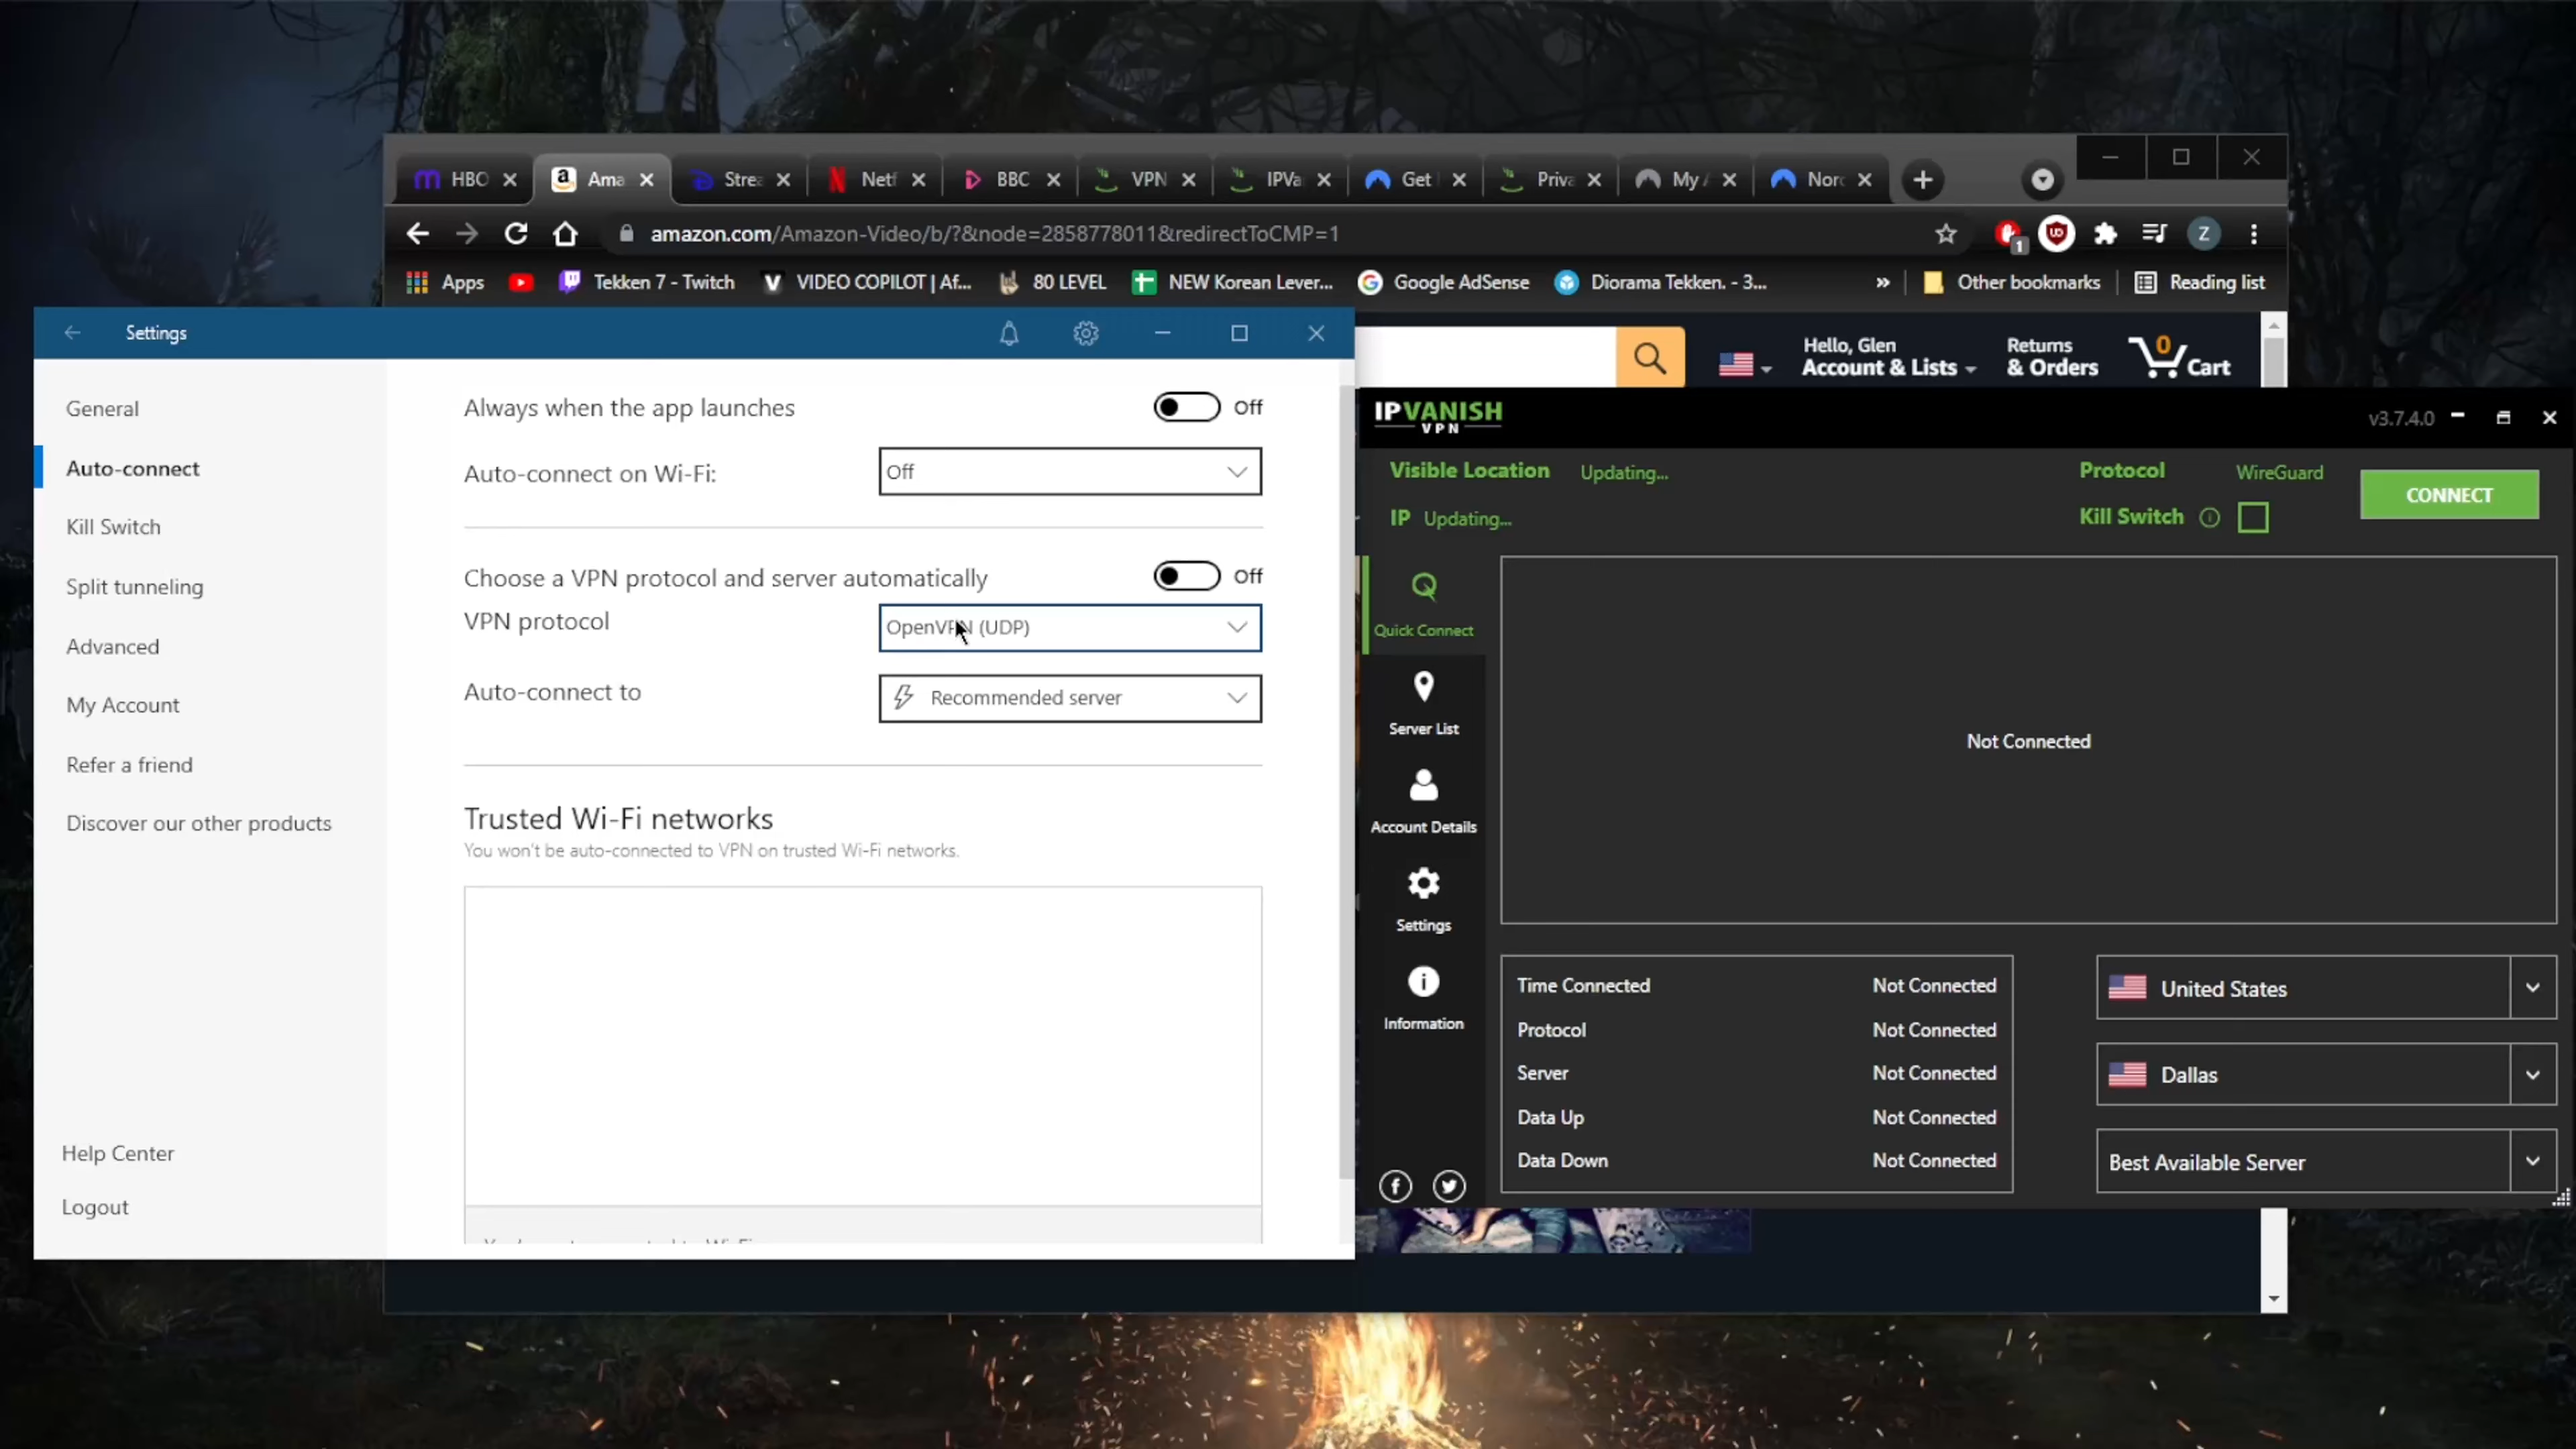 HBO
Ama
Strea
Netf
BBC
VPN
IPVa
Get
Priva
My A
Nord
amazon.com/Amazon-Video/b/?&node=2858778011&redirectToCMP=1
1
Z
Apps
Tekken 7 - Twitch
VIDEO COPILOT | Af...
80 LEVEL
NEW Korean Lever...
Google AdSense
Diorama Tekken. - 3...
»
Other bookmarks
Reading list
Hello, Glen
Account & Lists
Returns
& Orders
0
Cart
Settings
General
Auto-connect
Kill Switch
Split tunneling
Advanced
My Account
Refer a friend
Discover our other products
Help Center
Logout
Always when the app launches
Off
Auto-connect on Wi-Fi:
Off
Choose a VPN protocol and server automatically
Off
VPN protocol
OpenVPN (UDP)
Auto-connect to
Recommended server
Trusted Wi-Fi networks
You won't be auto-connected to VPN on trusted Wi-Fi networks.
IPVANISH
VPN
v3.7.4.0
Visible Location Updating...
IP Updating...
Protocol WireGuard
Kill Switch
CONNECT
Quick Connect
Server List
Account Details
Settings
Information
Not Connected
Time Connected Not Connected
Protocol Not Connected
Server Not Connected
Data Up Not Connected
Data Down Not Connected
United States
Dallas
Best Available Server